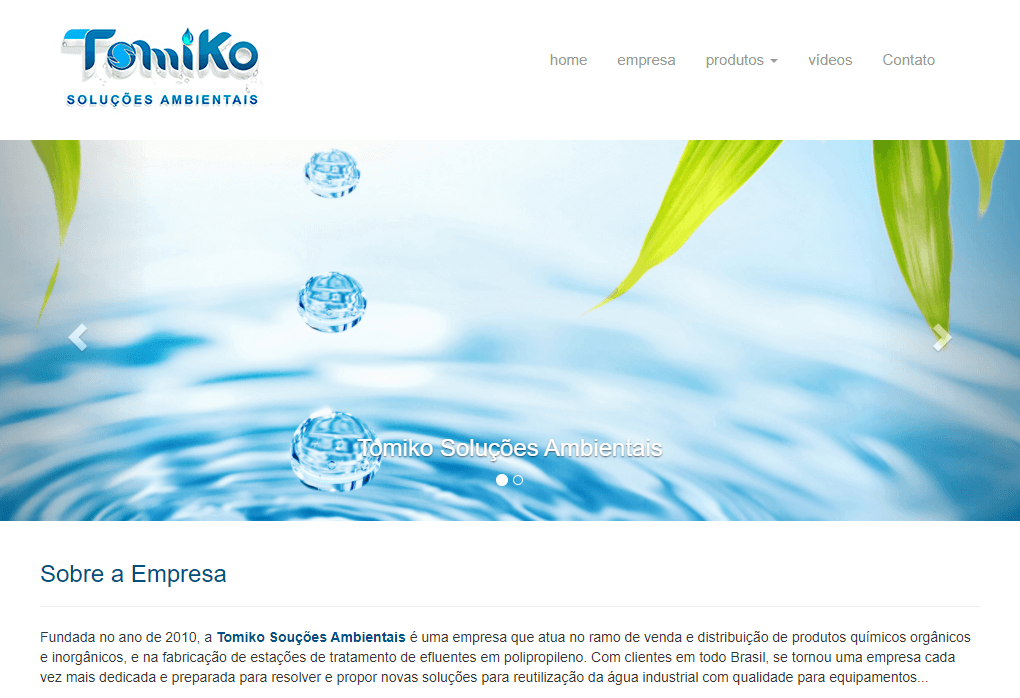 TomiKo
SOLUÇÕES AMBIENTAIS
home empresa produtos vídeos Contato
Tomiko Soluções Ambientais
Sobre a Empresa
Fundada no ano de 2010, a Tomiko Souções Ambientais é uma empresa que atua no ramo de venda e distribuição de produtos químicos orgânicos
e inorgânicos, e na fabricação de estações de tratamento de efluentes em polipropileno. Com clientes em todo Brasil, se tornou uma empresa cada
vez mais dedicada e preparada para resolver e propor novas soluções para reutilização da água industrial com qualidade para equipamentos...